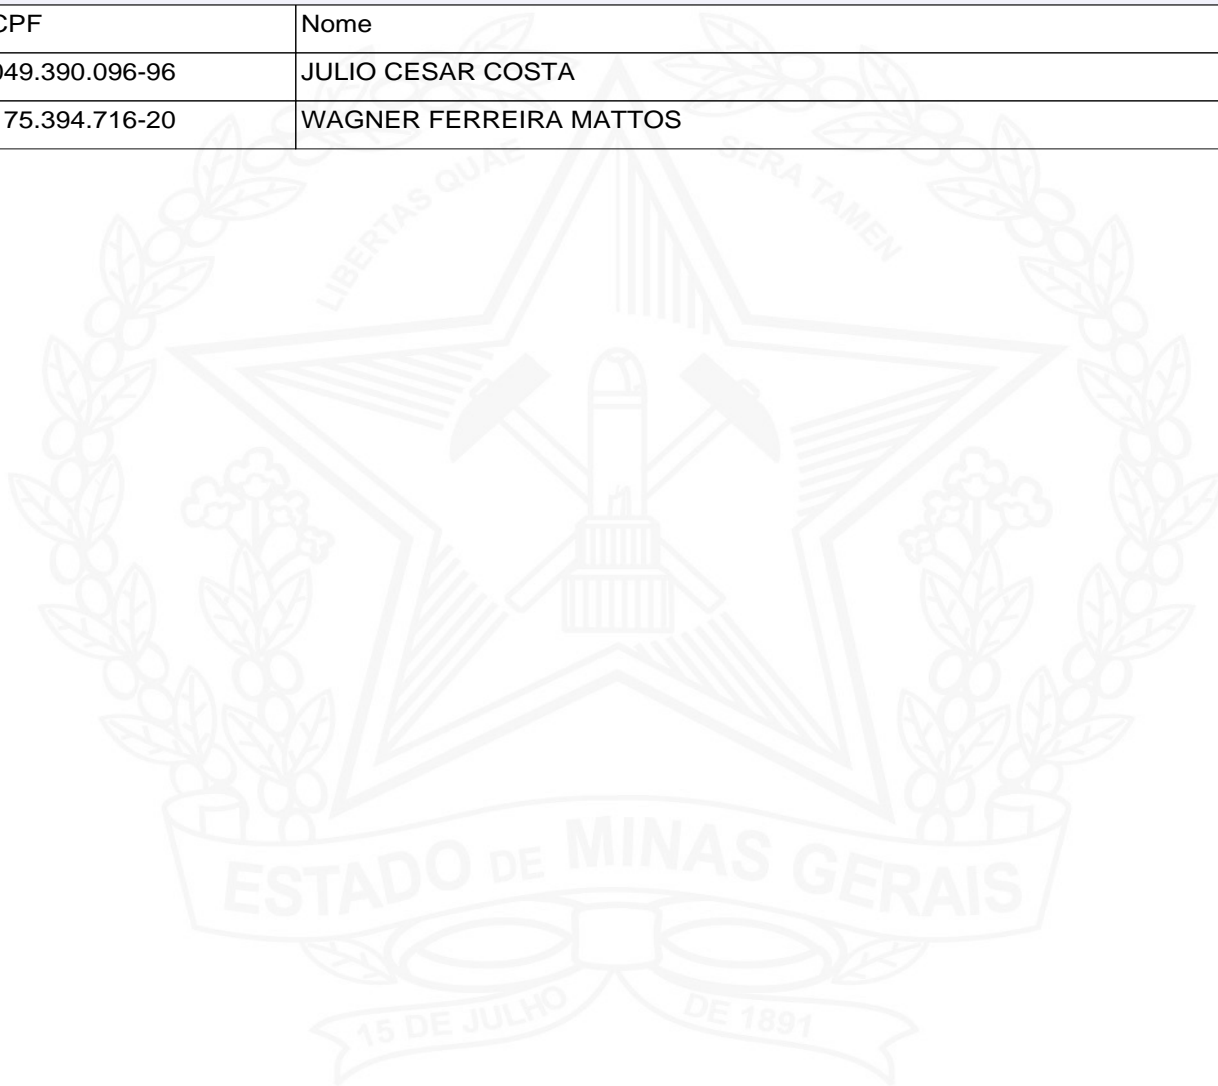 CPF Nome
049.390.096-96 JULIO CESAR COSTA
75.394.716-20 WAGNER FERREIRA MATTOS
LIBERTAS QUAE SERA TAMEN
ESTADO DE MINAS GERAIS
15 DE JULHO DE 1891